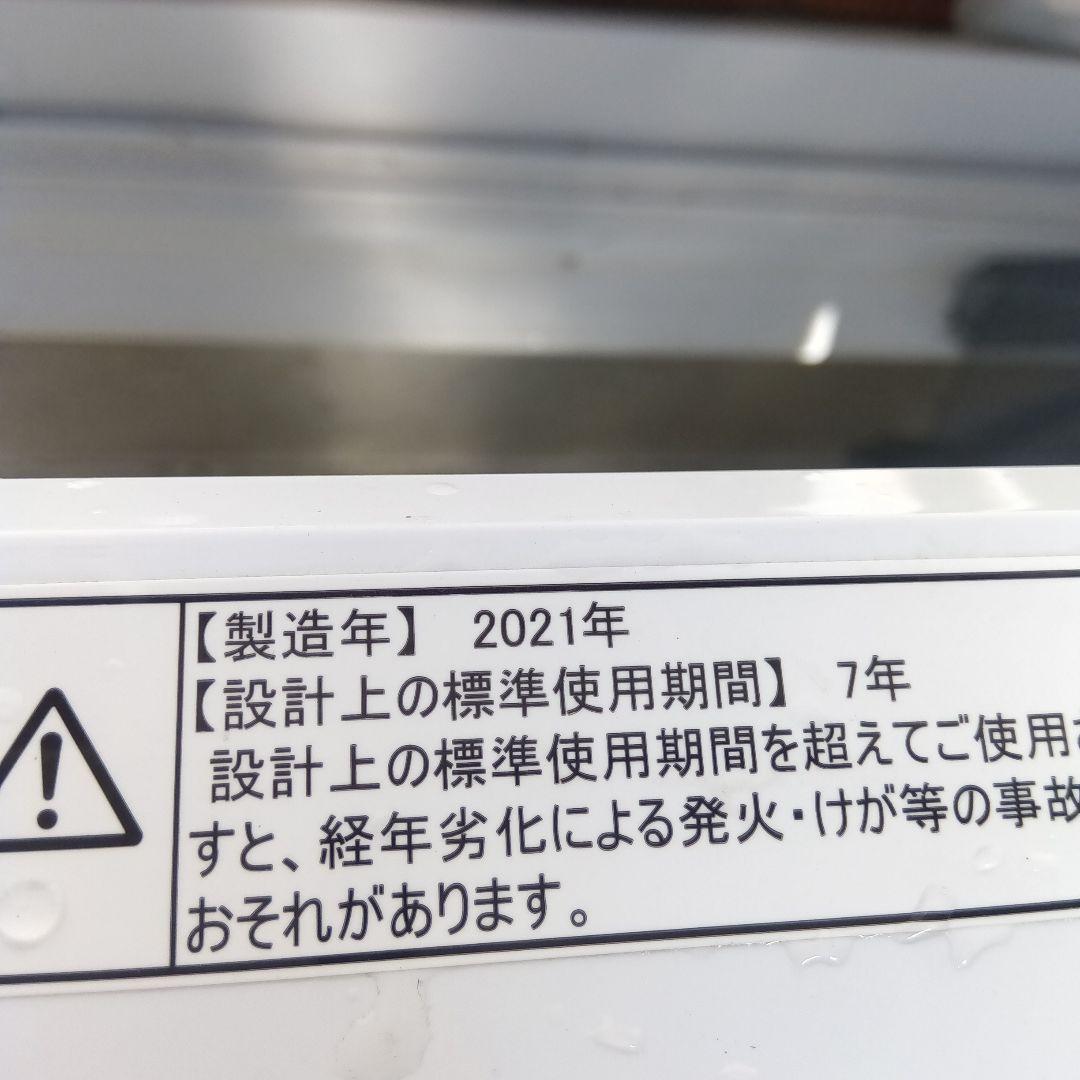 【製造年】 2021年
【設計上の標準使用期間】 7年
設計上の標準使用期間を超えてご使用さ
すと、経年劣化による発火・けが等の事故
おそれがあります。